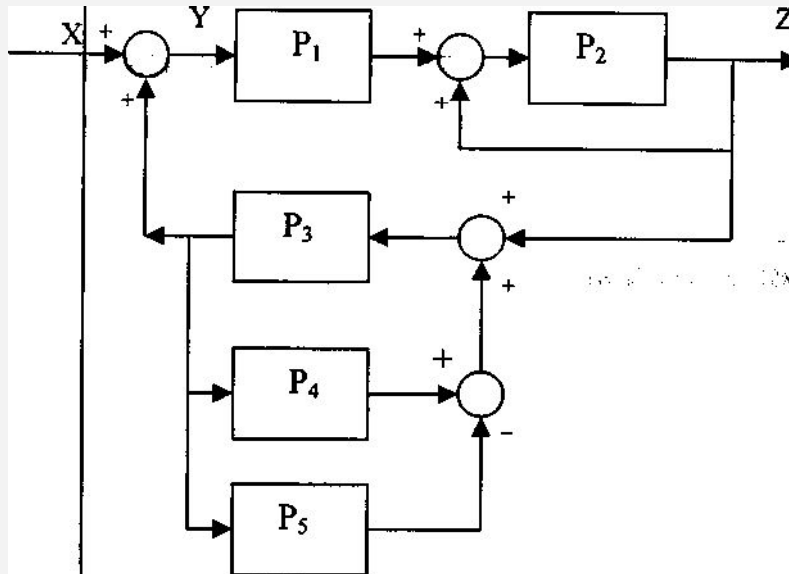 X + Y P₁ + P₂ Z
+ +
P₃ +
+
P₄ +
-
P₅